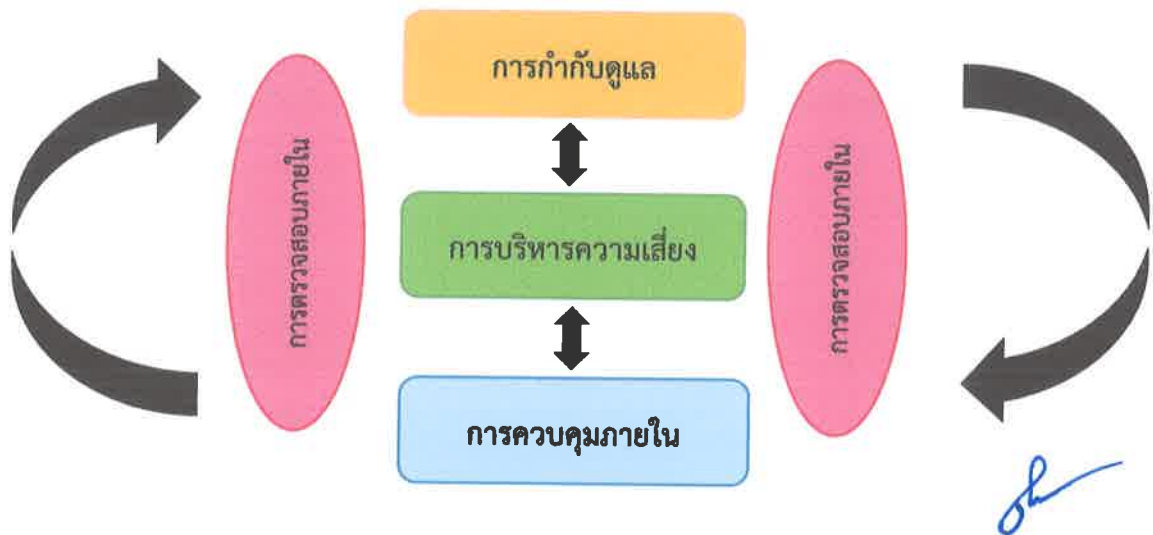 การกำกับดูแล
การตรวจสอบภายใน
การบริหารความเสี่ยง
การตรวจสอบภายใน
การควบคุมภายใน